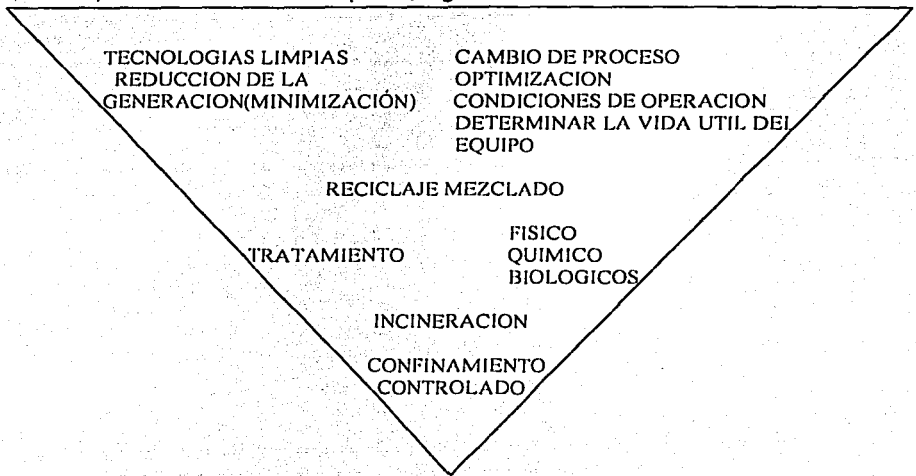 TECNOLOGIAS LIMPIAS
REDUCCION DE LA
GENERACION(MINIMIZACIÓN)
CAMBIO DE PROCESO
OPTIMIZACION
CONDICIONES DE OPERACION
DETERMINAR LA VIDA UTIL DEL
EQUIPO
RECICLAJE MEZCLADO
TRATAMIENTO
FISICO
QUIMICO
BIOLOGICOS
INCINERACION
CONFINAMIENTO
CONTROLADO